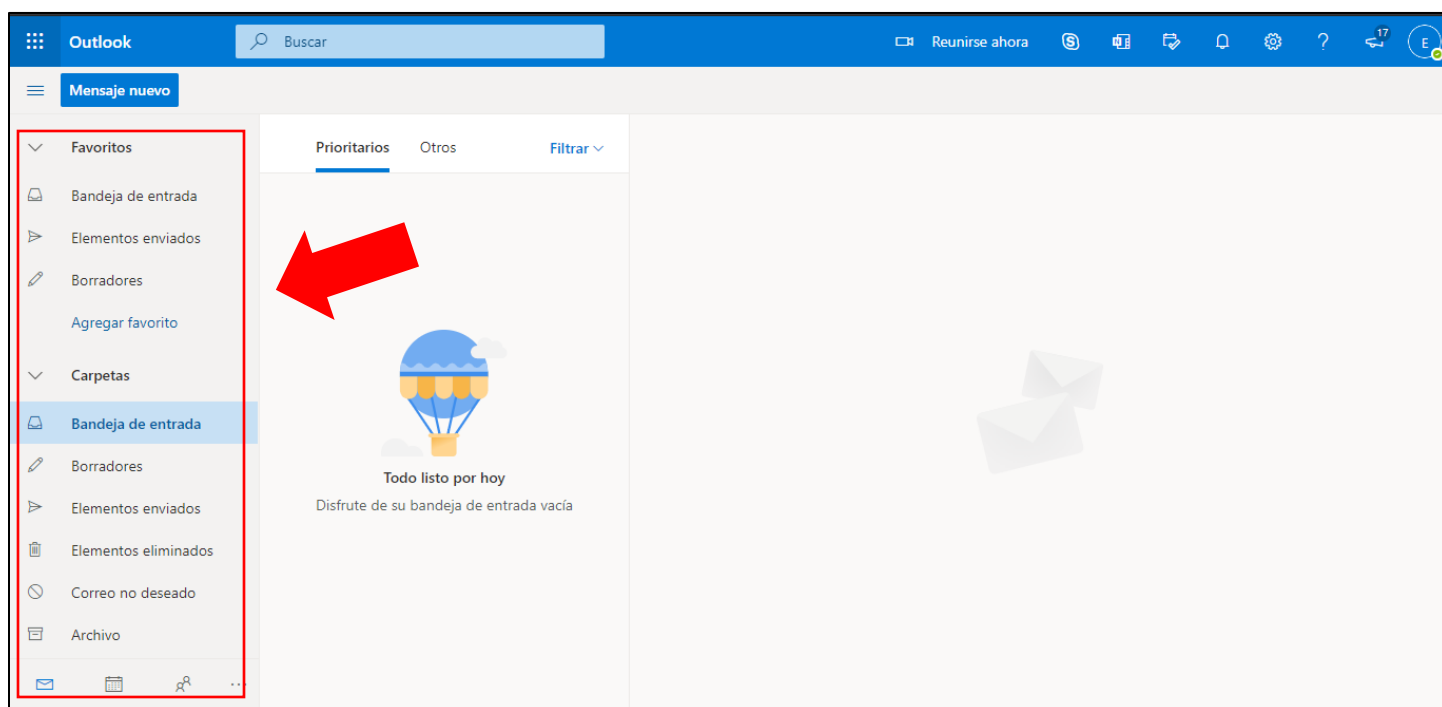 Outlook
Buscar
Reunirse ahora
17
E
Mensaje nuevo
Favoritos
Bandeja de entrada
Elementos enviados
Borradores
Agregar favorito
Carpetas
Bandeja de entrada
Borradores
Elementos enviados
Elementos eliminados
Correo no deseado
Archivo
Prioritarios Otros Filtrar
Todo listo por hoy
Disfrute de su bandeja de entrada vacía